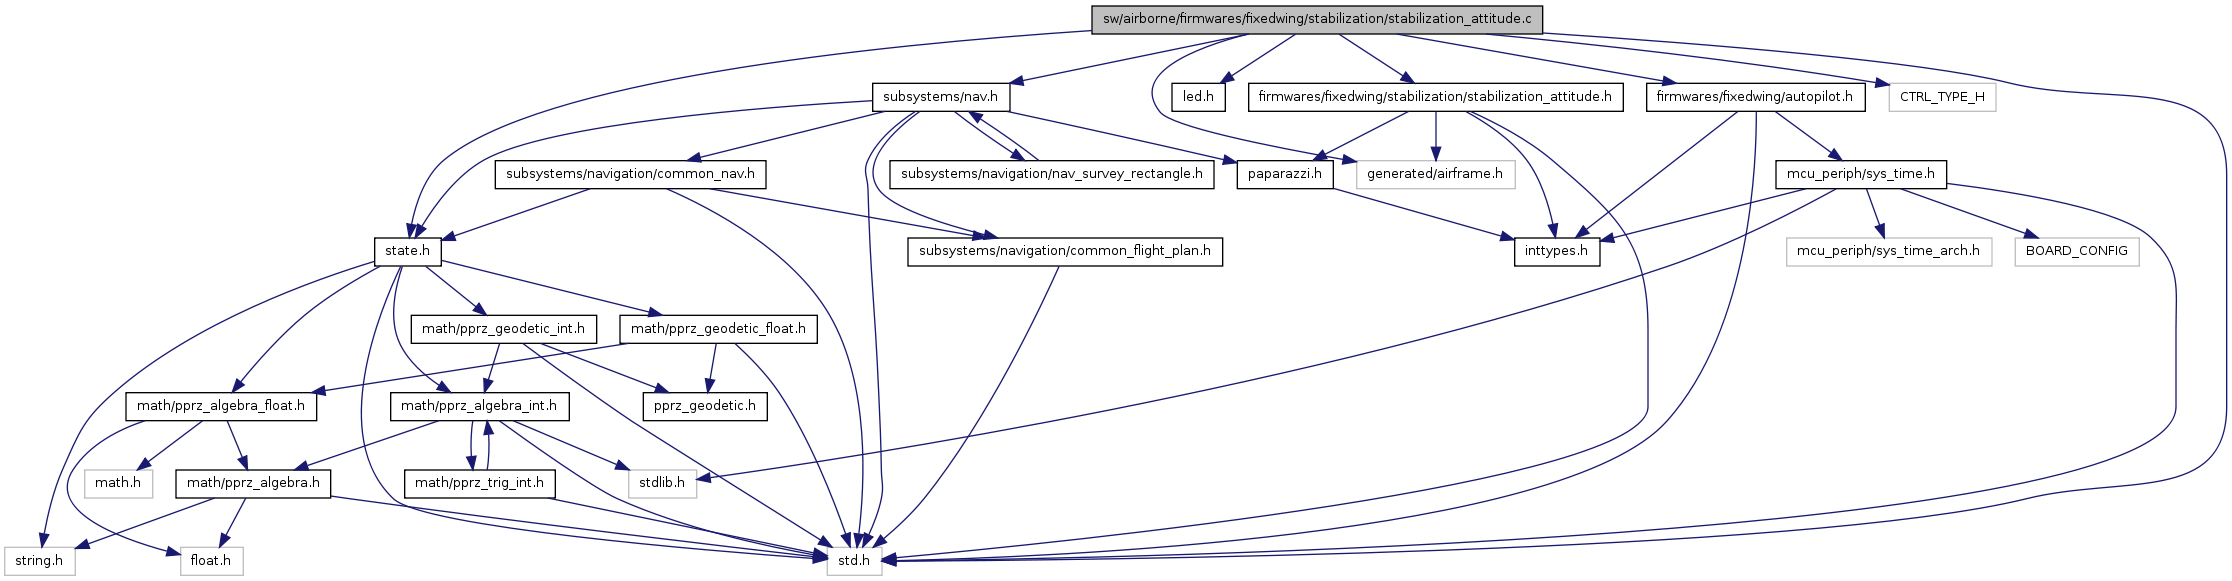 sw/airborne/firmwares/fixedwing/stabilization/stabilization_attitude.c
subsystems/nav.h
led.h
firmwares/fixedwing/stabilization/stabilization_attitude.h
firmwares/fixedwing/autopilot.h
CTRL_TYPE_H
subsystems/navigation/common_nav.h
subsystems/navigation/nav_survey_rectangle.h
paparazzi.h
generated/airframe.h
mcu_periph/sys_time.h
state.h
subsystems/navigation/common_flight_plan.h
inttypes.h
mcu_periph/sys_time_arch.h
BOARD_CONFIG
math/pprz_geodetic_int.h
math/pprz_geodetic_float.h
math/pprz_algebra_float.h
math/pprz_algebra_int.h
pprz_geodetic.h
math.h
math/pprz_algebra.h
math/pprz_trig_int.h
stdlib.h
string.h
float.h
std.h